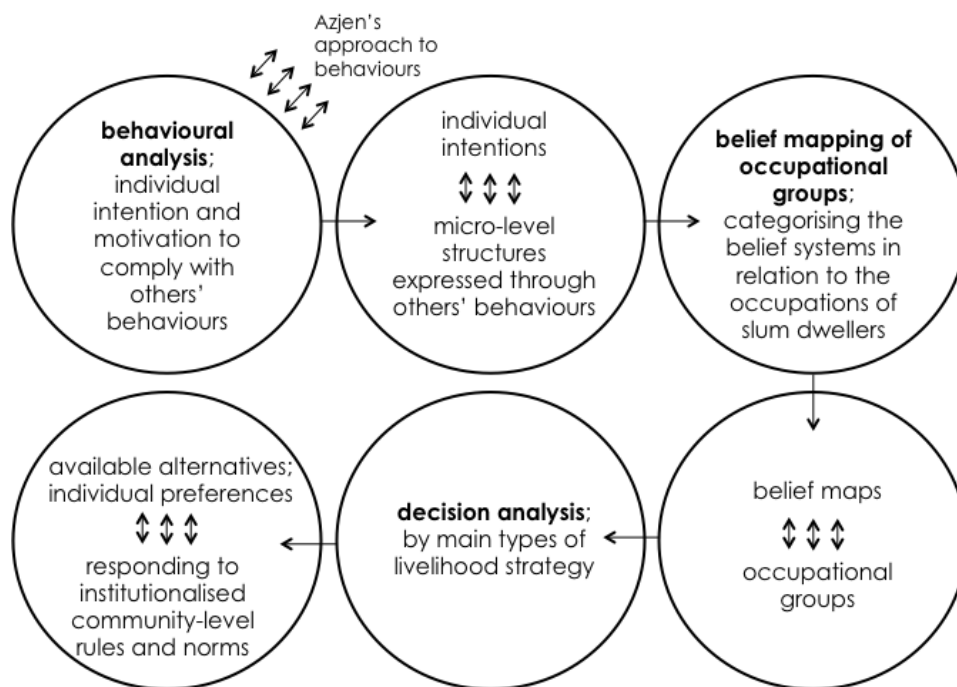 Azjen's
approach to
behaviours
behavioural
analysis;
individual
intention and
motivation to
comply with
others'
behaviours
individual
intentions
micro-level
structures
expressed through
others' behaviours
belief mapping of
occupational
groups;
categorising the
belief systems in
relation to the
occupations of
slum dwellers
belief maps
occupational
groups
decision analysis;
by main types of
livelihood strategy
available alternatives;
individual preferences
responding to
institutionalised
community-level
rules and norms